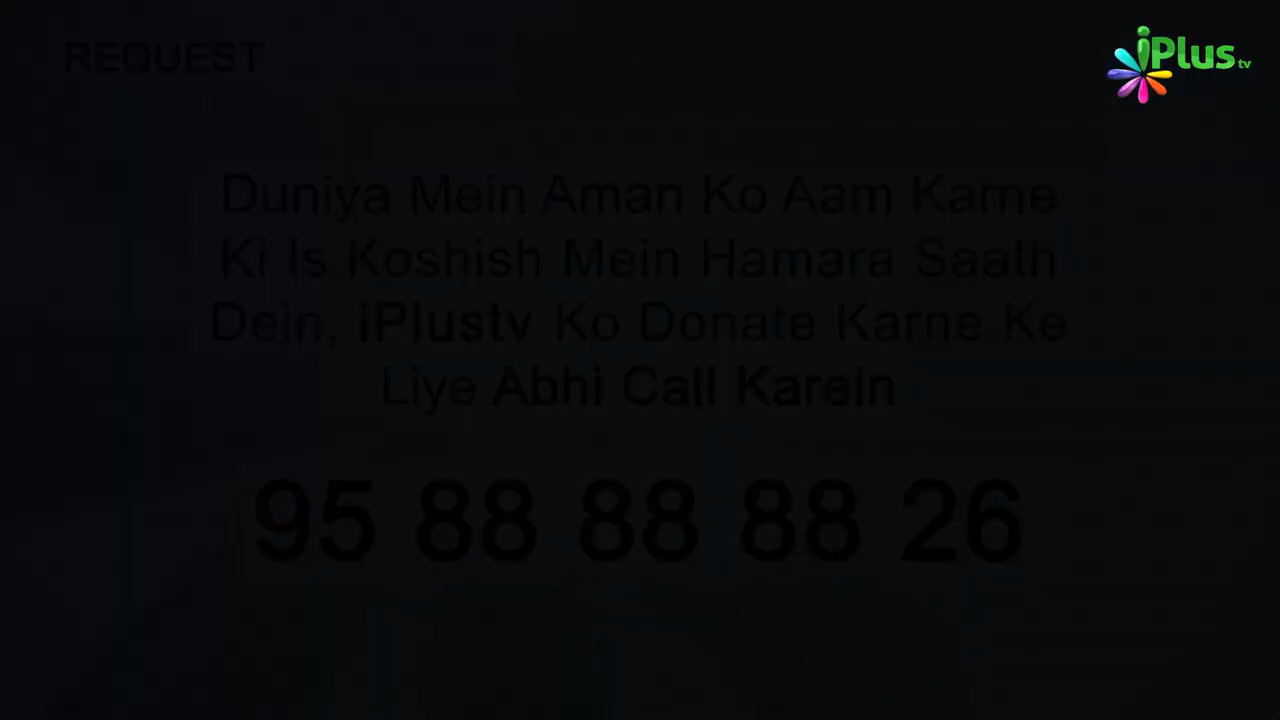 REQUEST
iPlus tv
Duniya Mein Aman Ko Aam Karne
Ki Is Koshish Mein Hamara Saath
Dein, iPlustv Ko Donate Karne Ke
Liye Abhi Call Karein
95 88 88 88 26